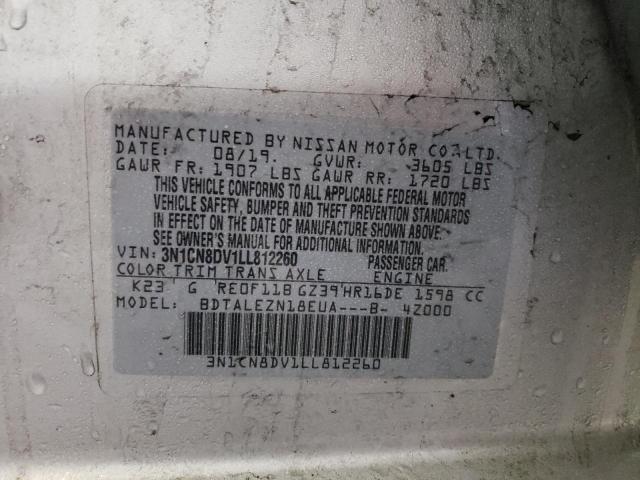 MANUFACTURED BY NISSAN MOTOR CO.,LTD.
DATE: 08/19. GVWR: 3605 LBS
GAWR FR: 1907 LBS GAWR RR: 1720 LBS
THIS VEHICLE CONFORMS TO ALL APPLICABLE FEDERAL MOTOR
VEHICLE SAFETY, BUMPER AND THEFT PREVENTION STANDARDS
IN EFFECT ON THE DATE OF MANUFACTURE SHOWN ABOVE.
SEE OWNER'S MANUAL FOR ADDITIONAL INFORMATION.
VIN: 3N1CN8DV1LL812260 PASSENGER CAR.
COLOR TRIM TRANS AXLE ENGINE
K23 G RE0F11B GZ39 HR16DE 1598 CC
MODEL: BDTALEZN18EUA---B- 4Z000
3N1CN8DV1LL812260